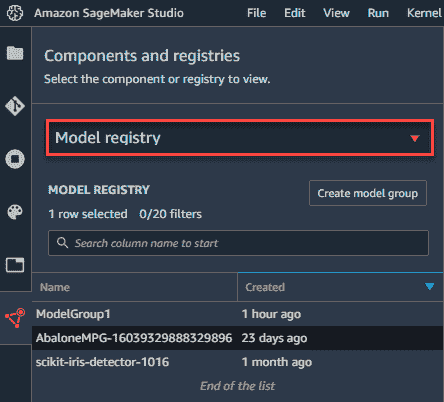 Amazon SageMaker Studio File Edit View Run Kernel
Components and registries
Select the component or registry to view.
Model registry
MODEL REGISTRY
Create model group
1 row selected 0/20 filters
Search column name to start
Name Created
ModelGroup1 1 hour ago
AbaloneMPG-16039329888329896 23 days ago
scikit-iris-detector-1016 1 month ago
End of the list